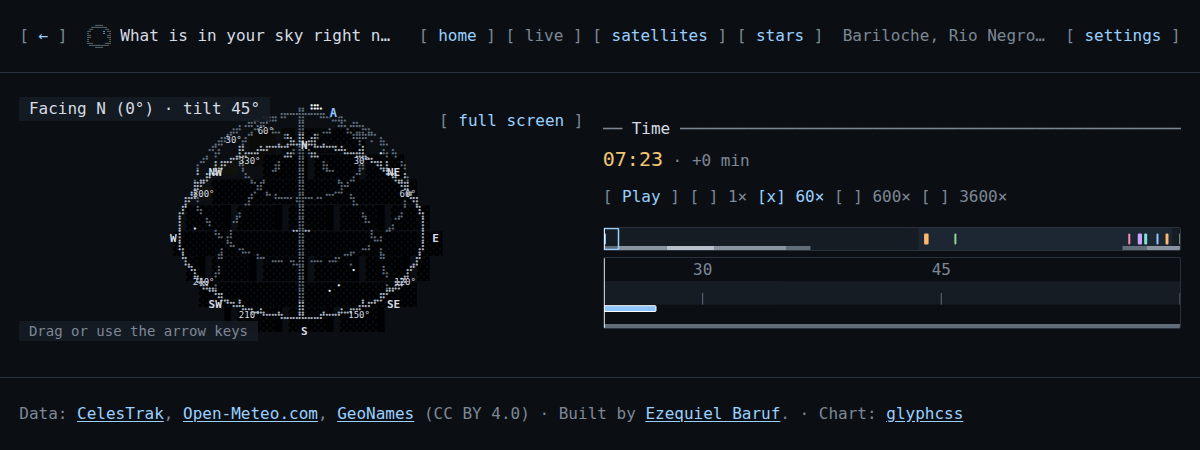 [ ← ] What is in your sky right n… [ home ] [ live ] [ satellites ] [ stars ] Bariloche, Rio Negro… [ settings ]
Facing N (0°) · tilt 45°
[ full screen ]
A
60°
N
30°
330°
30°
NW
NE
300°
60°
W
E
240°
120°
SW
SE
210°
150°
S
Drag or use the arrow keys
Time
07:23 · +0 min
[ Play ] [ ] 1× [x] 60× [ ] 600× [ ] 3600×
30 45
Data: CelesTrak, Open-Meteo.com, GeoNames (CC BY 4.0) · Built by Ezequiel Baruf. · Chart: glyphcss